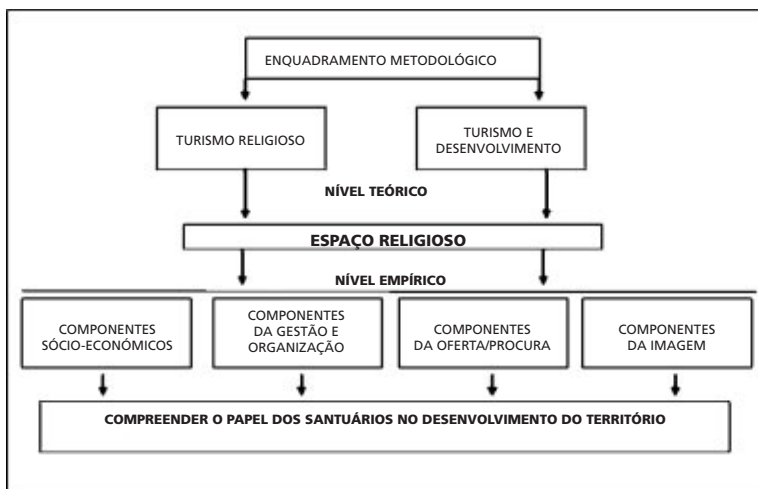 ENQUADRAMENTO METODOLÓGICO
TURISMO RELIGIOSO
TURISMO E
DESENVOLVIMENTO
NÍVEL TEÓRICO
ESPAÇO RELIGIOSO
NÍVEL EMPÍRICO
COMPONENTES
SÓCIO-ECONÓMICOS
COMPONENTES
DA GESTÃO E
ORGANIZAÇÃO
COMPONENTES
DA OFERTA/PROCURA
COMPONENTES
DA IMAGEM
COMPREENDER O PAPEL DOS SANTUÁRIOS NO DESENVOLVIMENTO DO TERRITÓRIO